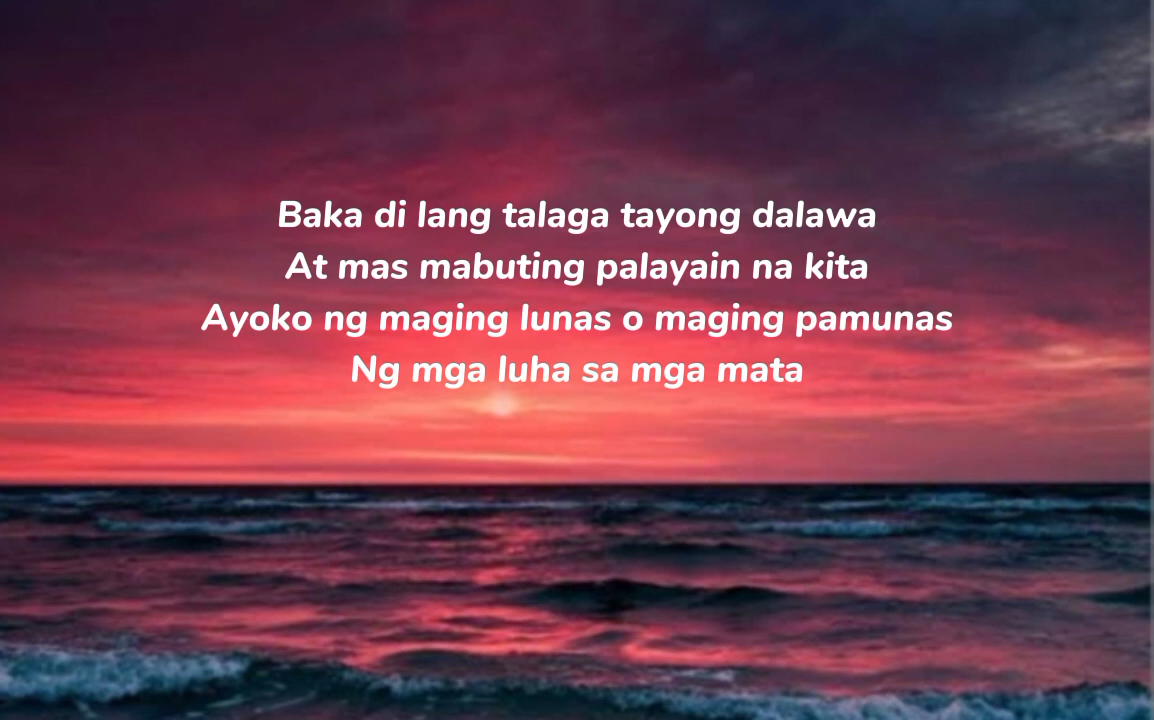 Baka di lang talaga tayong dalawa
At mas mabuting palayain na kita
Ayoko ng maging lunas o maging pamunas
Ng mga luha sa mga mata